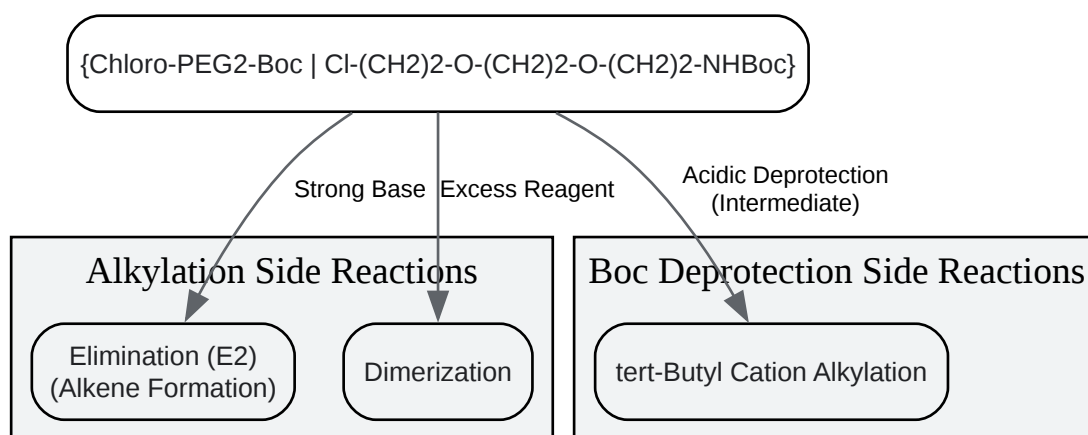 {Chloro-PEG2-Boc | Cl-(CH2)2-O-(CH2)2-O-(CH2)2-NHBoc}
Strong Base
Excess Reagent
Acidic Deprotection
(Intermediate)
Alkylation Side Reactions
Boc Deprotection Side Reactions
Elimination (E2)
(Alkene Formation)
Dimerization
tert-Butyl Cation Alkylation